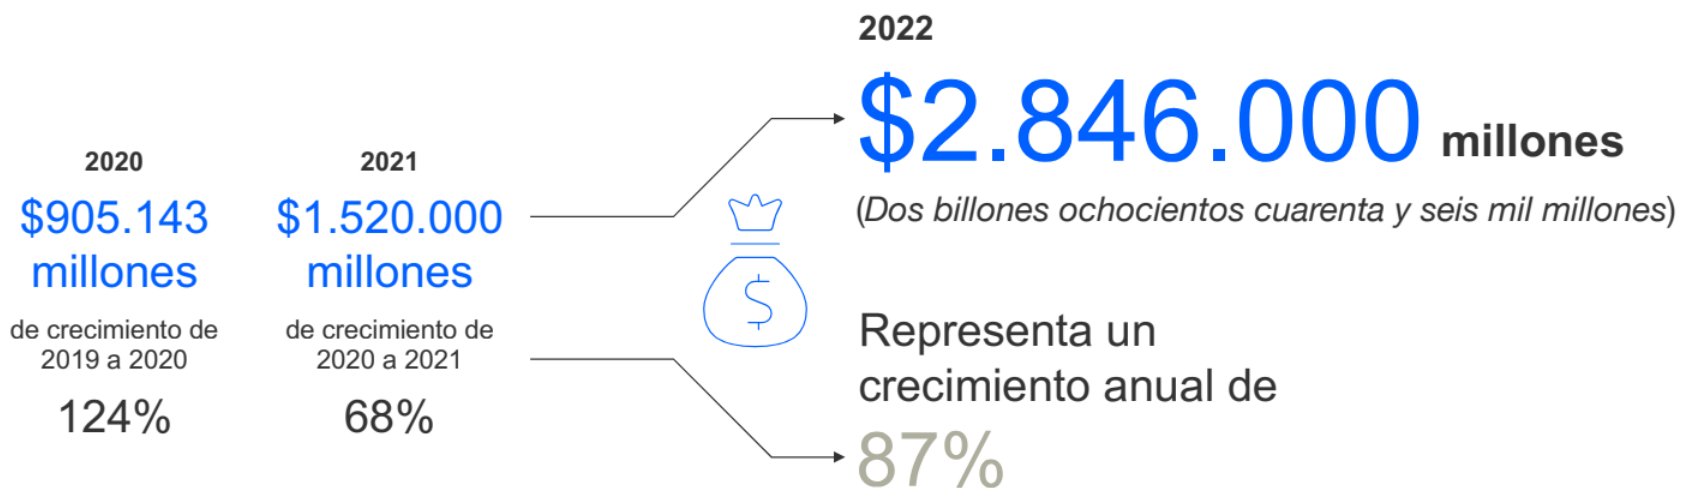 2020
$905.143
millones
de crecimiento de
2019 a 2020
124%
2021
$1.520.000
millones
de crecimiento de
2020 a 2021
68%
$
2022
$2.846.000 millones
(Dos billones ochocientos cuarenta y seis mil millones)
Representa un
crecimiento anual de
87%